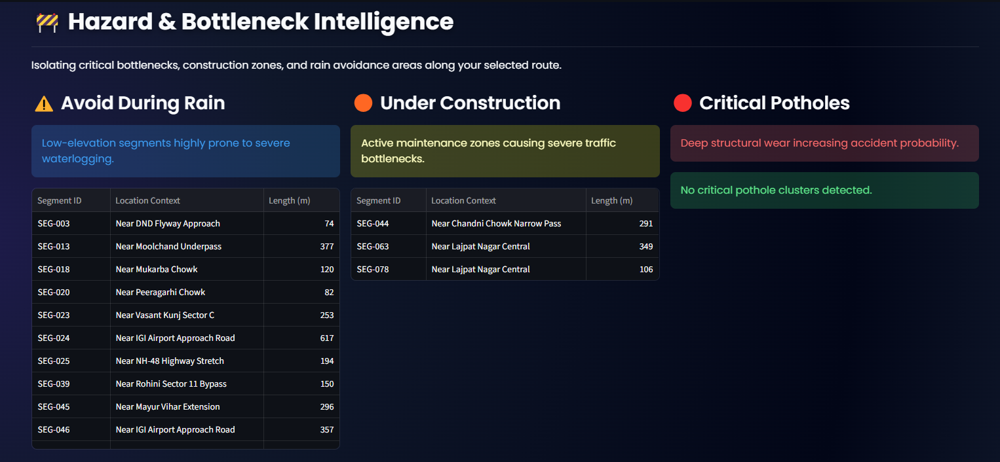 Hazard & Bottleneck Intelligence
Isolating critical bottlenecks, construction zones, and rain avoidance areas along your selected route.
Avoid During Rain
Low-elevation segments highly prone to severe
waterlogging.
Segment ID Location Context Length (m)
SEG-003 Near DND Flyway Approach 74
SEG-013 Near Moolchand Underpass 377
SEG-018 Near Mukarba Chowk 120
SEG-020 Near Peeragarhi Chowk 82
SEG-023 Near Vasant Kunj Sector C 253
SEG-024 Near IGI Airport Approach Road 617
SEG-025 Near NH-48 Highway Stretch 194
SEG-039 Near Rohini Sector 11 Bypass 150
SEG-045 Near Mayur Vihar Extension 296
SEG-046 Near IGI Airport Approach Road 357
Under Construction
Active maintenance zones causing severe traffic
bottlenecks.
Segment ID Location Context Length (m)
SEG-044 Near Chandni Chowk Narrow Pass 291
SEG-063 Near Lajpat Nagar Central 349
SEG-078 Near Lajpat Nagar Central 106
Critical Potholes
Deep structural wear increasing accident probability.
No critical pothole clusters detected.